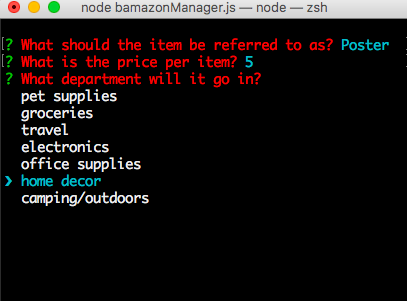 node bamazonManager.js — node — zsh
? What should the item be referred to as? Poster
? What is the price per item? 5
? What department will it go in?
pet supplies
groceries
travel
electronics
office supplies
❯ home decor
camping/outdoors